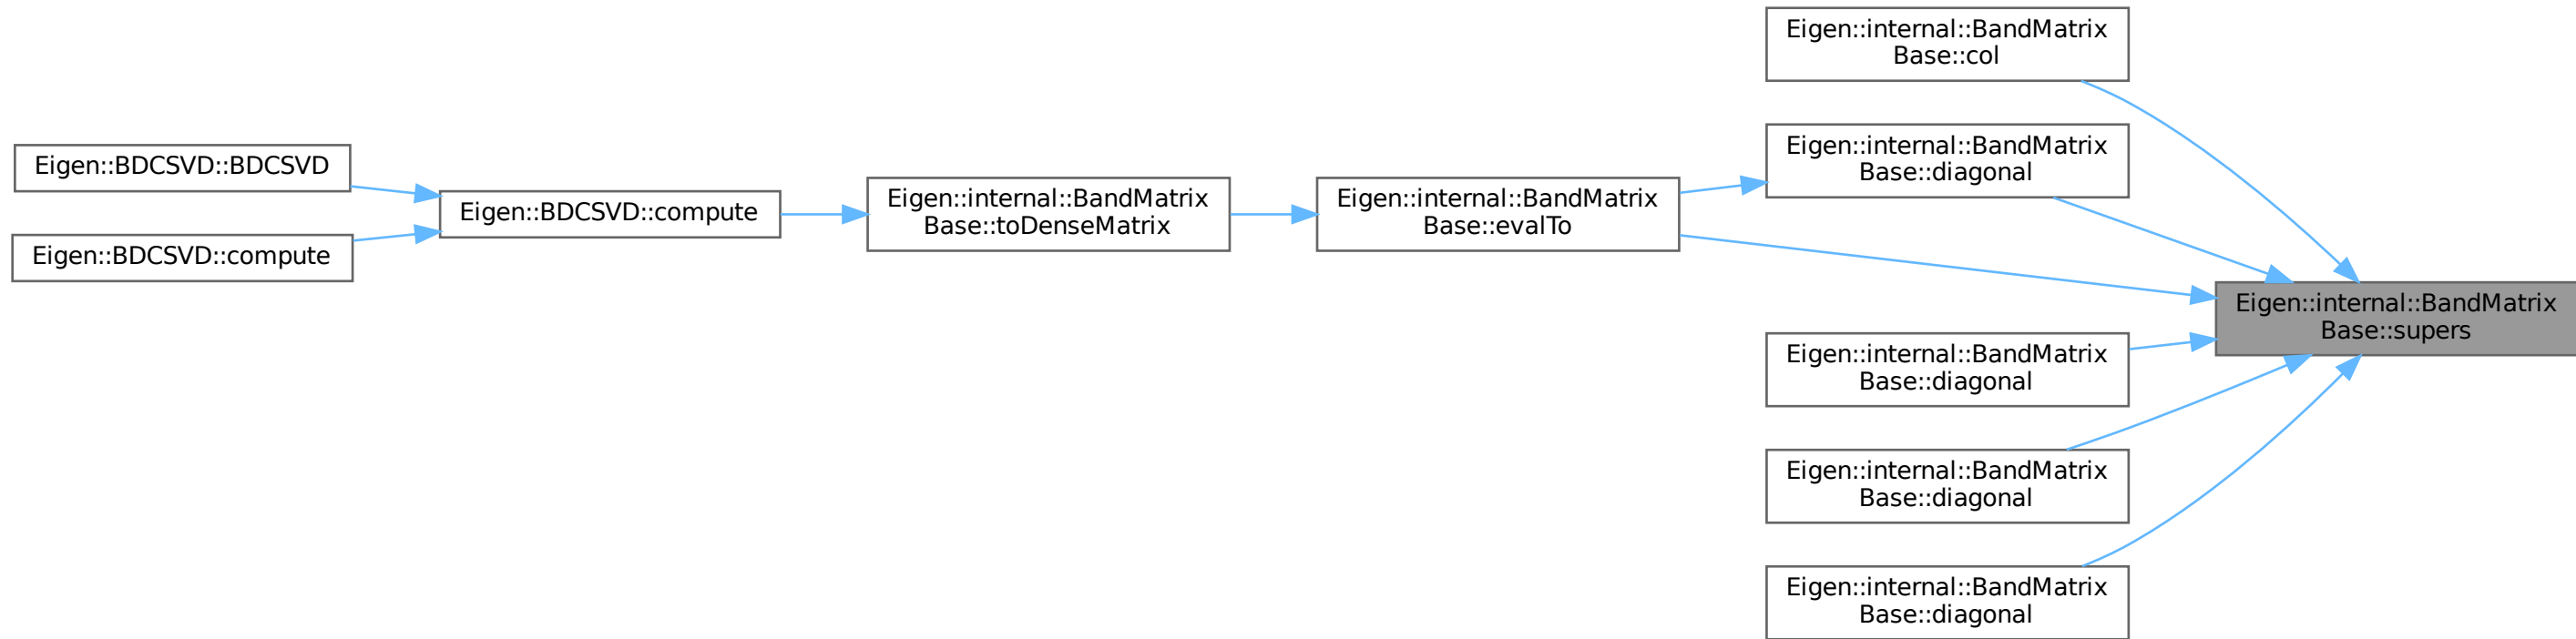 Eigen::BDCSVD::BDCSVD
Eigen::BDCSVD::compute
Eigen::BDCSVD::compute
Eigen::internal::BandMatrix
Base::toDenseMatrix
Eigen::internal::BandMatrix
Base::evalTo
Eigen::internal::BandMatrix
Base::col
Eigen::internal::BandMatrix
Base::diagonal
Eigen::internal::BandMatrix
Base::diagonal
Eigen::internal::BandMatrix
Base::diagonal
Eigen::internal::BandMatrix
Base::diagonal
Eigen::internal::BandMatrix
Base::supers